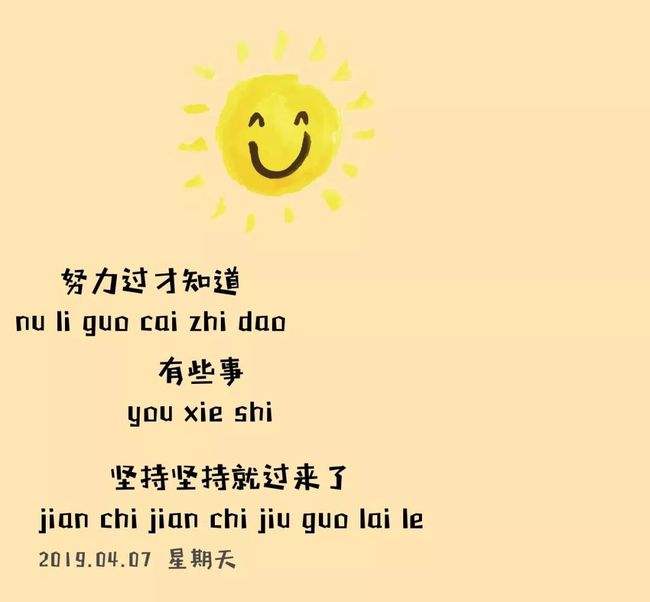 努力过才知道
nu li guo cai zhi dao
有些事
you xie shi
坚持坚持就过来了
jian chi jian chi jiu guo lai le
2019.04.07 星期天